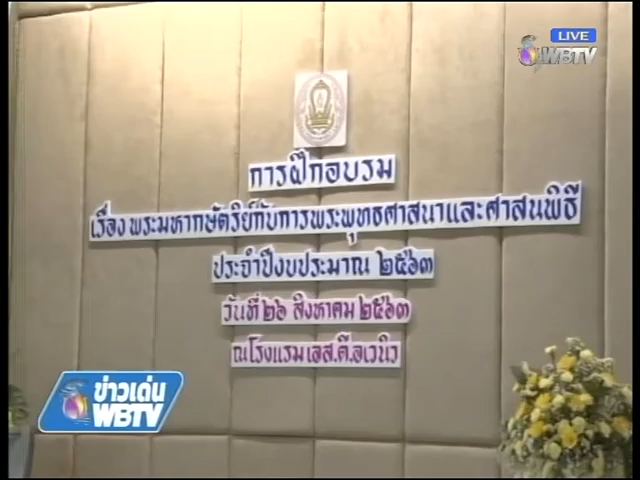 LIVE
WBTV
การฝึกอบรม
เรื่อง พระมหากษัตริย์กับการพระพุทธศาสนาและศาสนพิธี
ประจำปีงบประมาณ ๒๕๖๓
วันที่ ๒๖ สิงหาคม ๒๕๖๓
ณ โรงแรม เอส.ดี.อเวนิว
ข่าวเด่น
WBTV